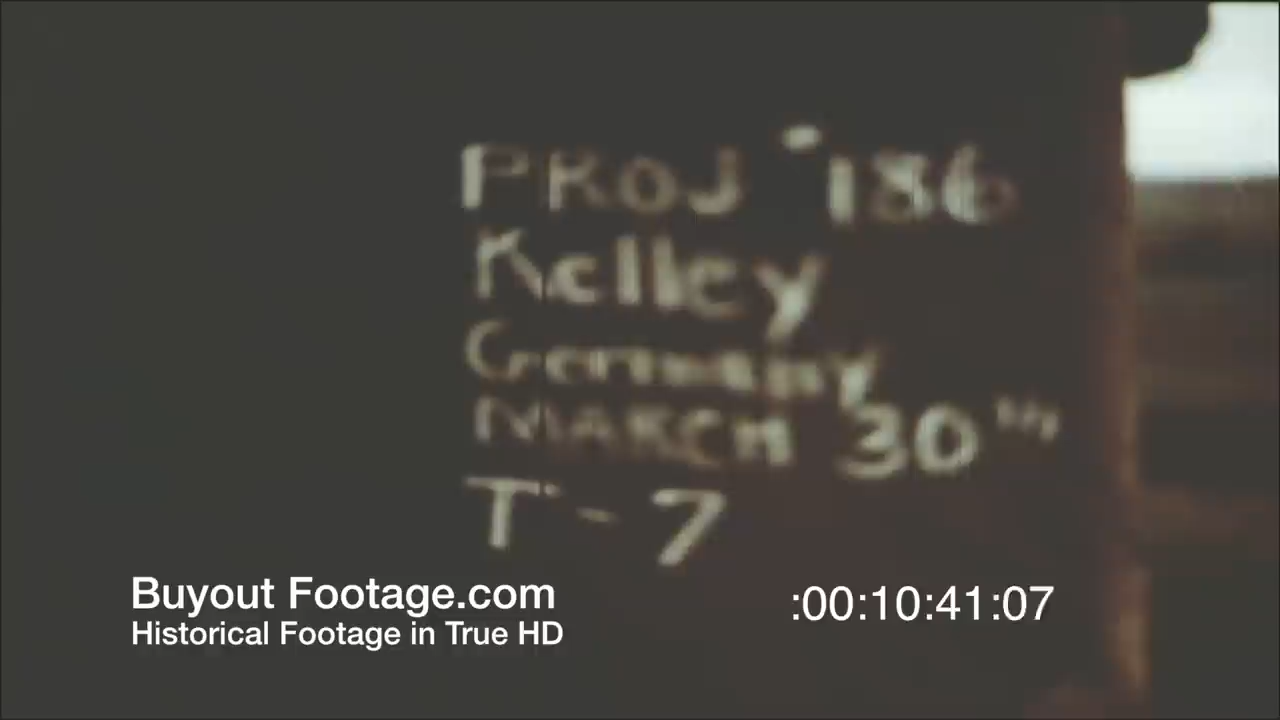 PROJ 186
Kelley
Germany
MARCH 30TH
T-7
Buyout Footage.com
:00:10:41:07
Historical Footage in True HD